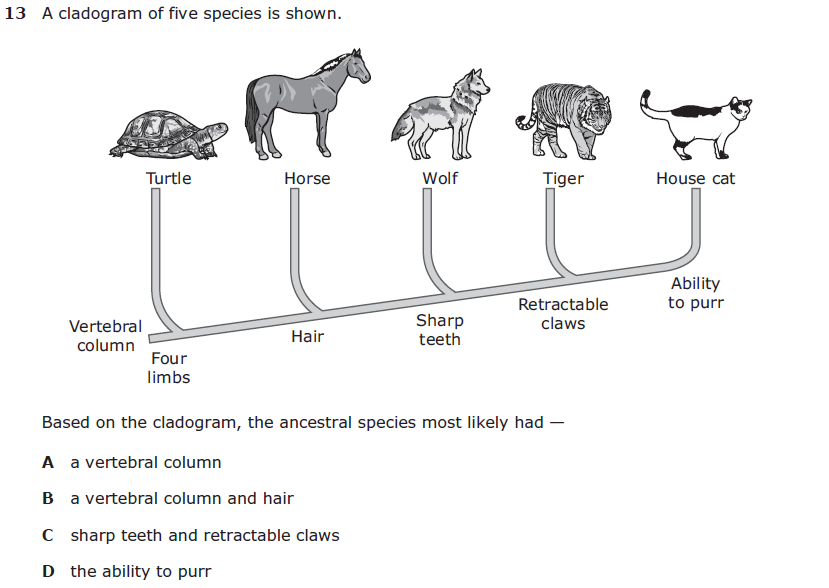 13 A cladogram of five species is shown.
Turtle Horse Wolf Tiger House cat
Vertebral
column
Four
limbs
Hair
Sharp
teeth
Retractable
claws
Ability
to purr
Based on the cladogram, the ancestral species most likely had —
A a vertebral column
B a vertebral column and hair
C sharp teeth and retractable claws
D the ability to purr